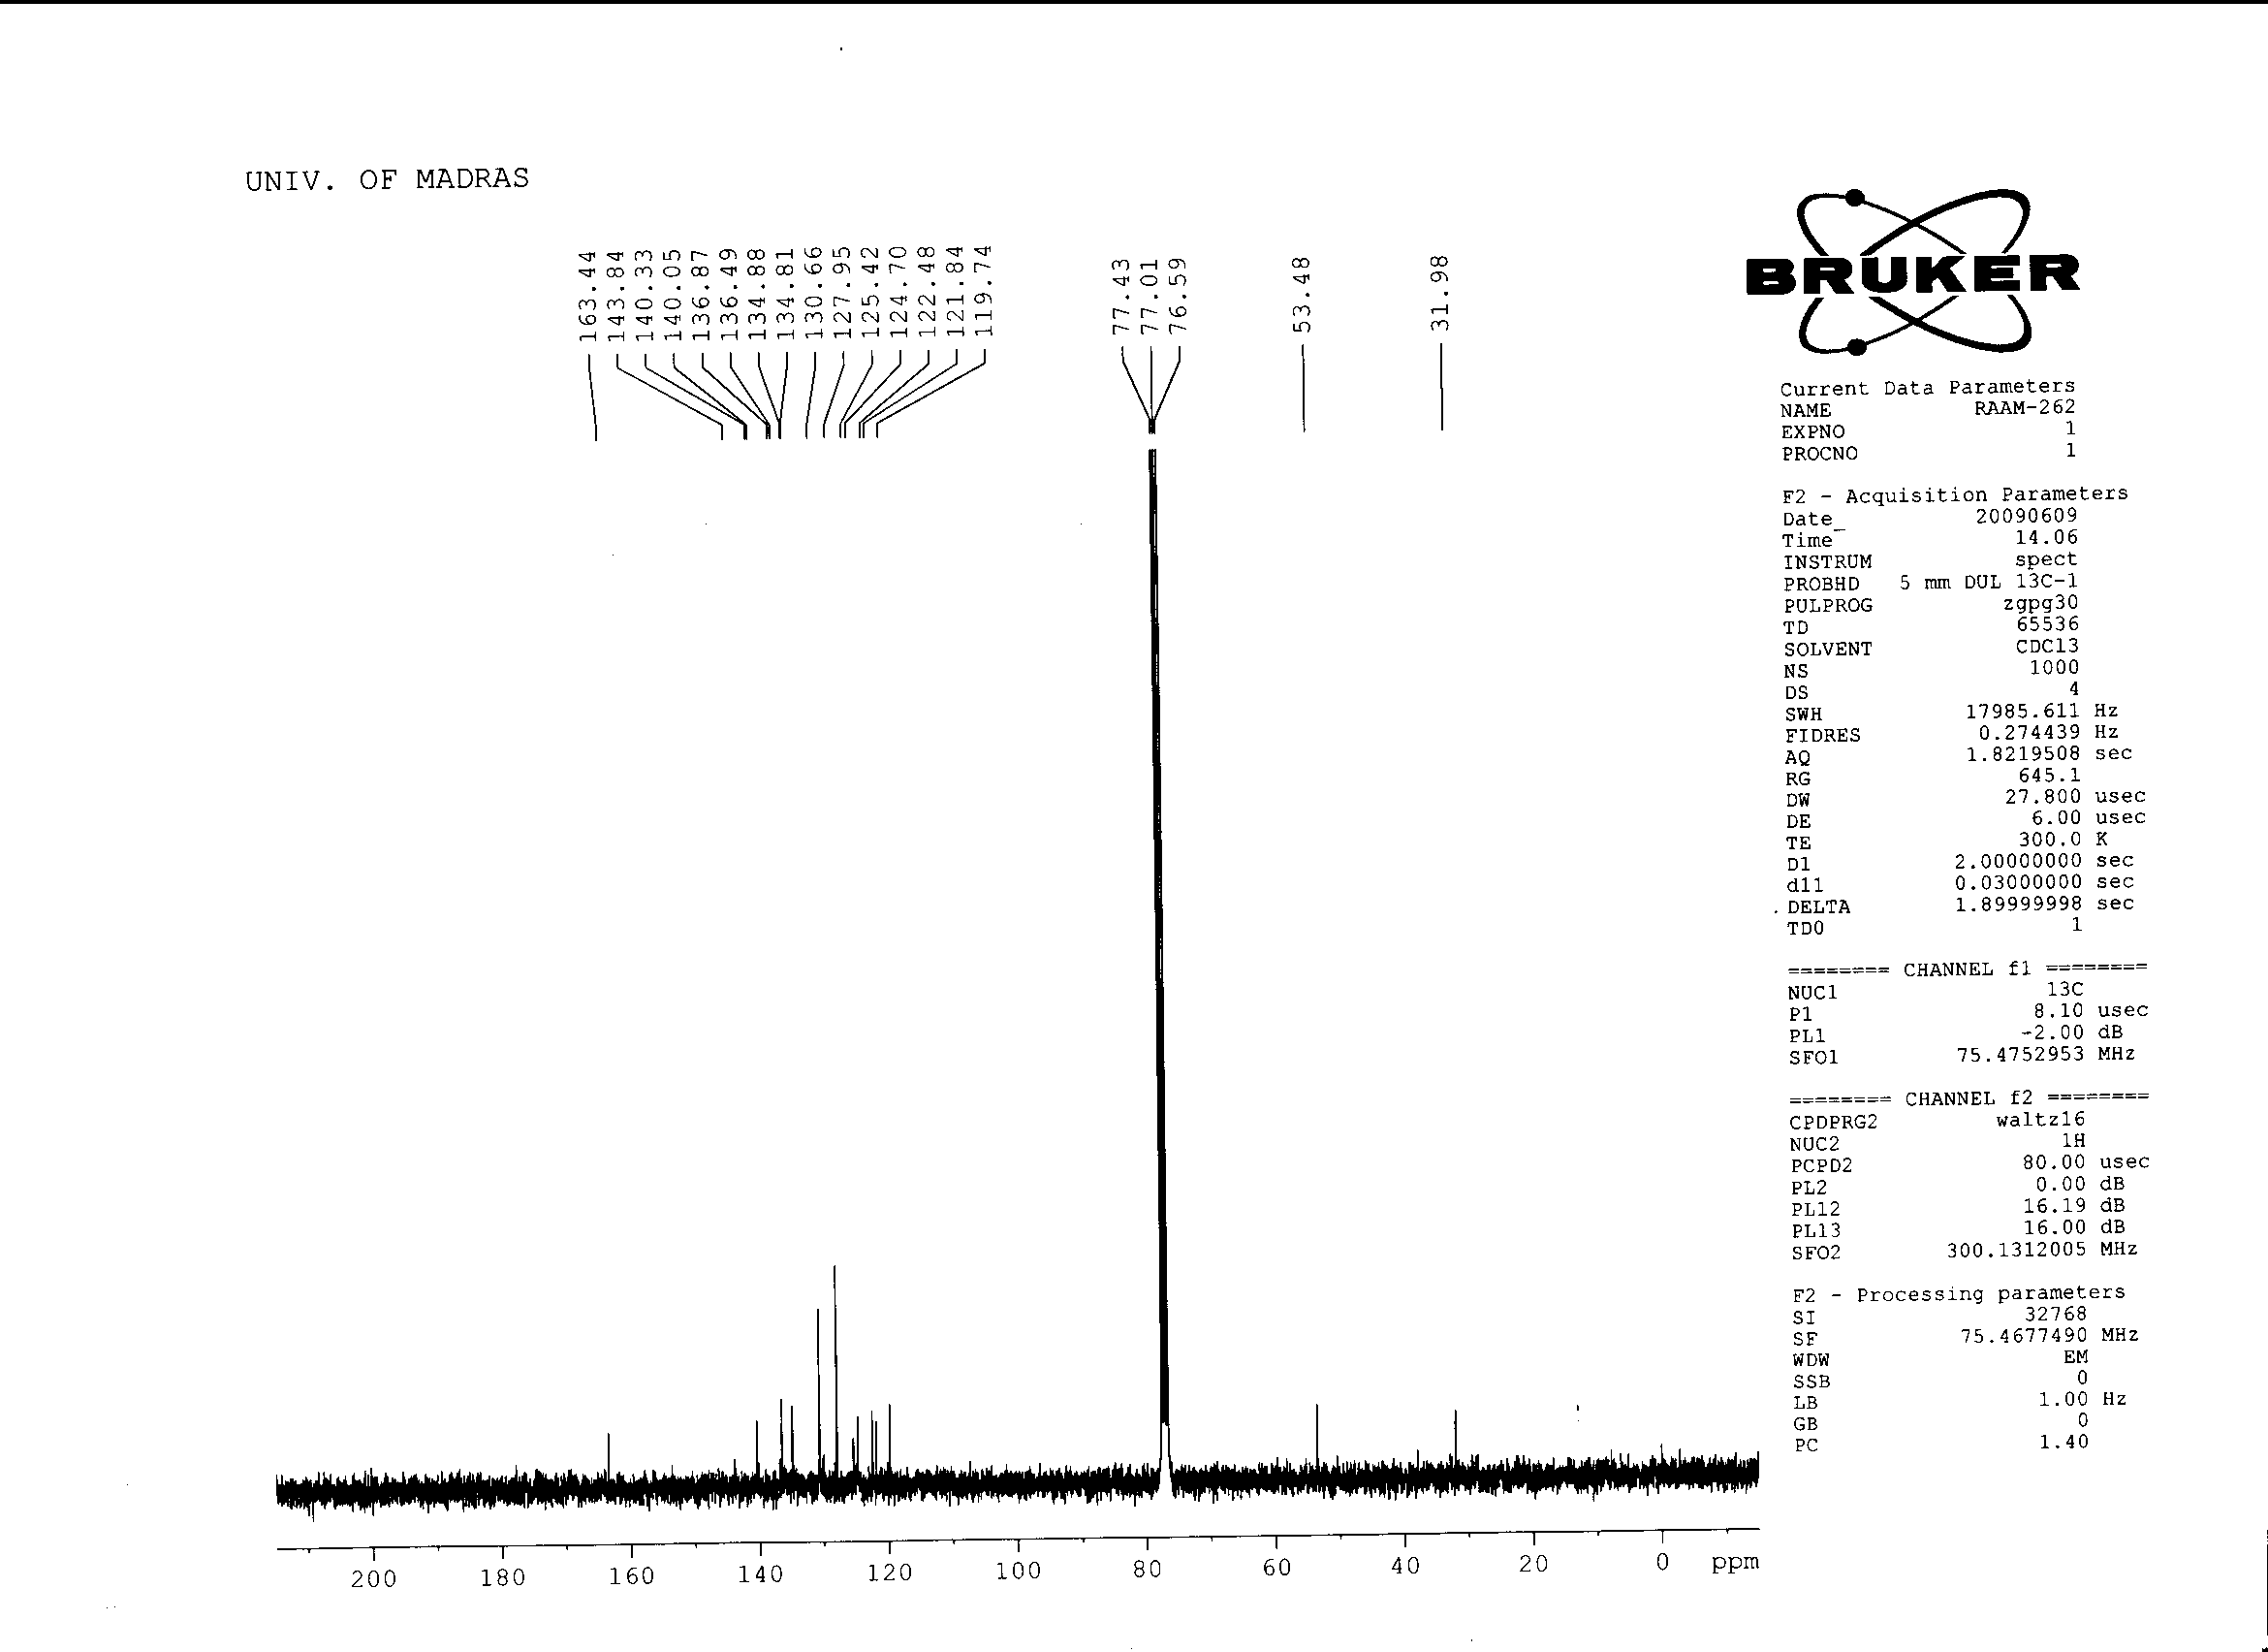 UNIV. OF MADRAS
163.44
143.84
140.33
140.05
136.87
136.49
134.88
134.81
130.66
127.95
125.42
124.70
122.48
121.84
119.74
77.43
77.01
76.59
53.48
31.98
BRUKER
Current Data Parameters
NAME RAAM-262
EXPNO 1
PROCNO 1
F2 - Acquisition Parameters
Date_ 20090609
Time 14.06
INSTRUM spect
PROBHD 5 mm DUL 13C-1
PULPROG zgpg30
TD 65536
SOLVENT CDCl3
NS 1000
DS 4
SWH 17985.611 Hz
FIDRES 0.274439 Hz
AQ 1.8219508 sec
RG 645.1
DW 27.800 usec
DE 6.00 usec
TE 300.0 K
D1 2.00000000 sec
d11 0.03000000 sec
DELTA 1.89999998 sec
TD0 1
======== CHANNEL f1 ========
NUC1 13C
P1 8.10 usec
PL1 -2.00 dB
SFO1 75.4752953 MHz
======== CHANNEL f2 ========
CPDPRG2 waltz16
NUC2 1H
PCPD2 80.00 usec
PL2 0.00 dB
PL12 16.19 dB
PL13 16.00 dB
SFO2 300.1312005 MHz
F2 - Processing parameters
SI 32768
SF 75.4677490 MHz
WDW EM
SSB 0
LB 1.00 Hz
GB 0
PC 1.40
200 180 160 140 120 100 80 60 40 20 0 ppm